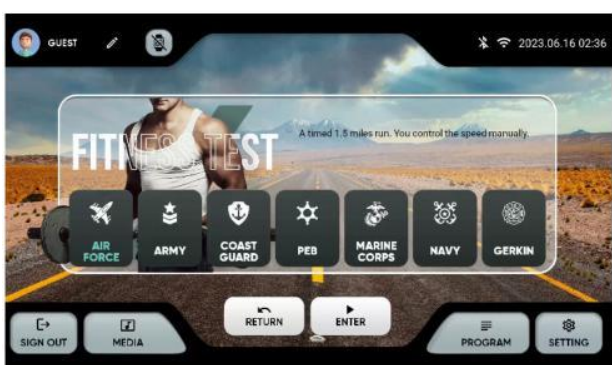 GUEST
2023.06.16 02:36
FITNESS TEST
A timed 1.5 miles run. You control the speed manually.
AIR
FORCE
ARMY
COAST
GUARD
PEB
MARINE
CORPS
NAVY
GERKIN
RETURN
ENTER
SIGN OUT
MEDIA
PROGRAM
SETTING